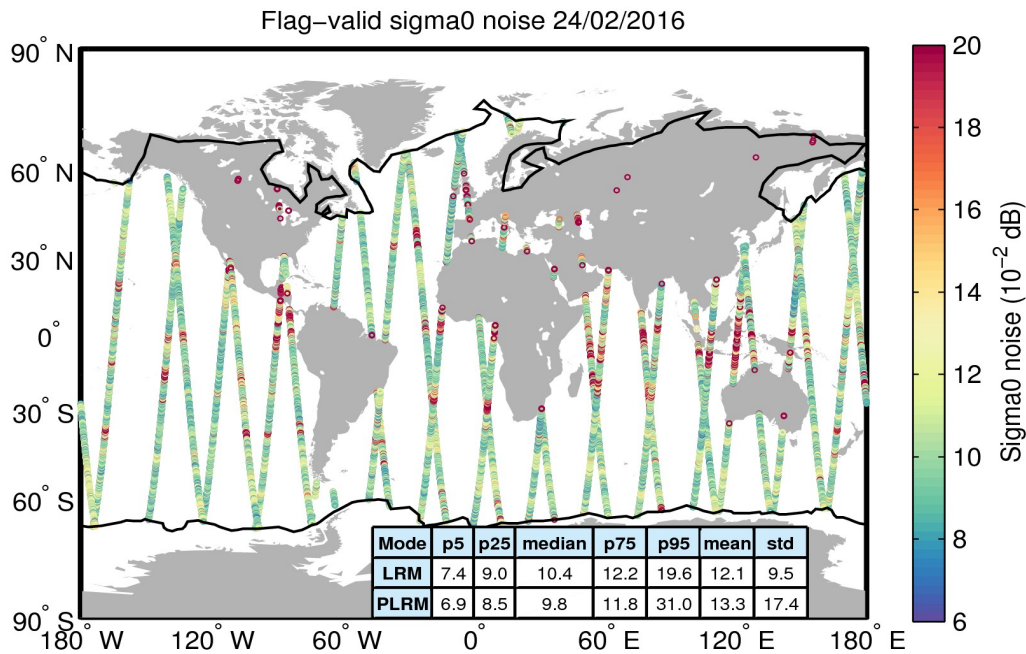 Flag−valid sigma0 noise 24/02/2016
90° N
60° N
30° N
0°
30° S
60° S
90° S
180° W
120° W
60° W
0°
60° E
120° E
180° E
Mode p5 p25 median p75 p95 mean std
LRM 7.4 9.0 10.4 12.2 19.6 12.1 9.5
PLRM 6.9 8.5 9.8 11.8 31.0 13.3 17.4
20
18
16
14
12
10
8
6
Sigma0 noise (10⁻² dB)